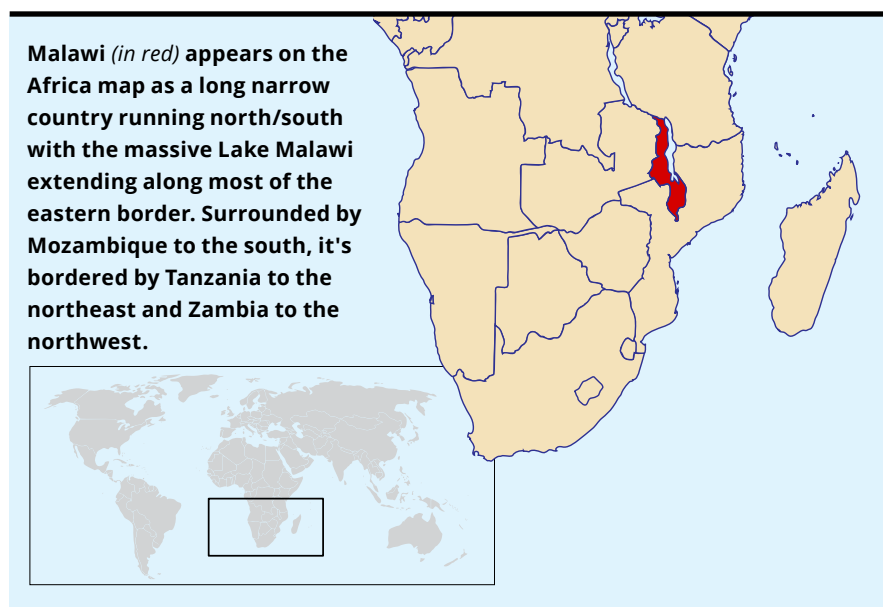 Malawi (in red) appears on the
Africa map as a long narrow
country running north/south
with the massive Lake Malawi
extending along most of the
eastern border. Surrounded by
Mozambique to the south, it's
bordered by Tanzania to the
northeast and Zambia to the
northwest.